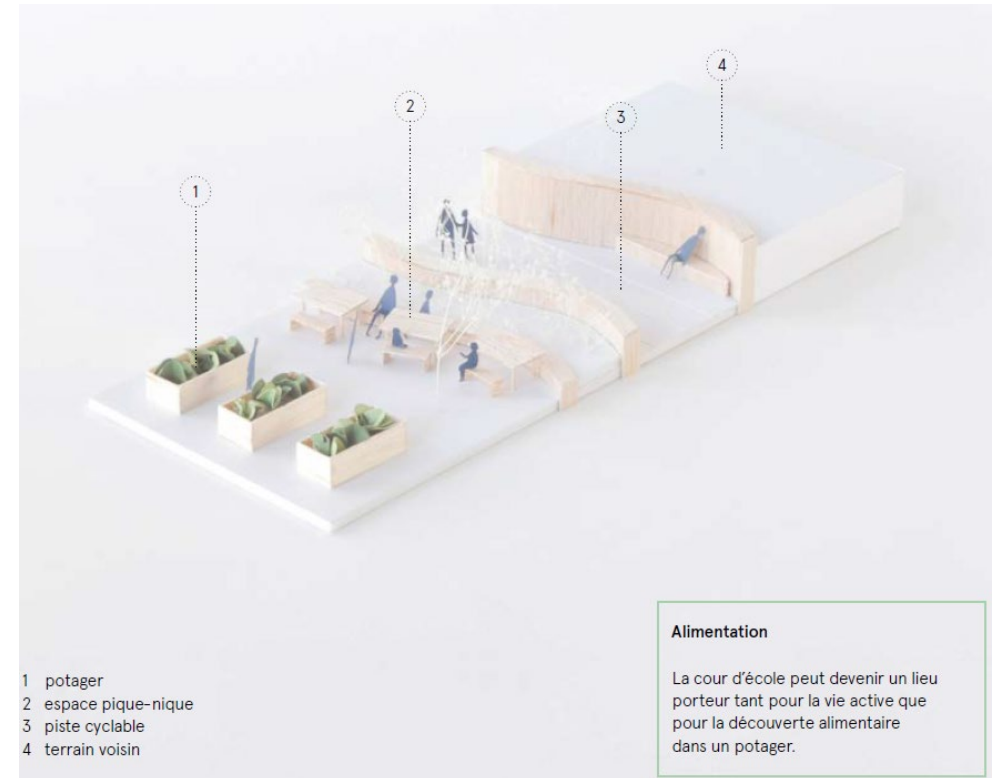 4
2
3
1
Alimentation
La cour d'école peut devenir un lieu
porteur tant pour la vie active que
pour la découverte alimentaire
dans un potager.
1 potager
2 espace pique-nique
3 piste cyclable
4 terrain voisin